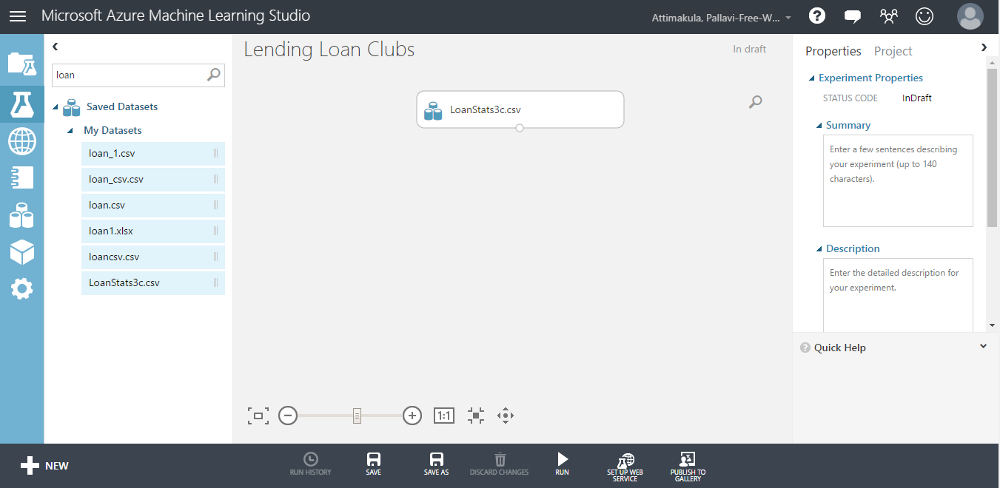 Microsoft Azure Machine Learning Studio
Attimakula, Pallavi-Free-W...
?
loan
Saved Datasets
My Datasets
loan_1.csv
loan_csv.csv
loan.csv
loan1.xlsx
loancsv.csv
LoanStats3c.csv
Lending Loan Clubs
In draft
LoanStats3c.csv
1:1
Properties Project
Experiment Properties
STATUS CODE InDraft
Summary
Enter a few sentences describing
your experiment (up to 140
characters).
Description
Enter the detailed description for
your experiment.
? Quick Help
NEW
RUN HISTORY
SAVE
SAVE AS
DISCARD CHANGES
RUN
SET UP WEB
SERVICE
PUBLISH TO
GALLERY